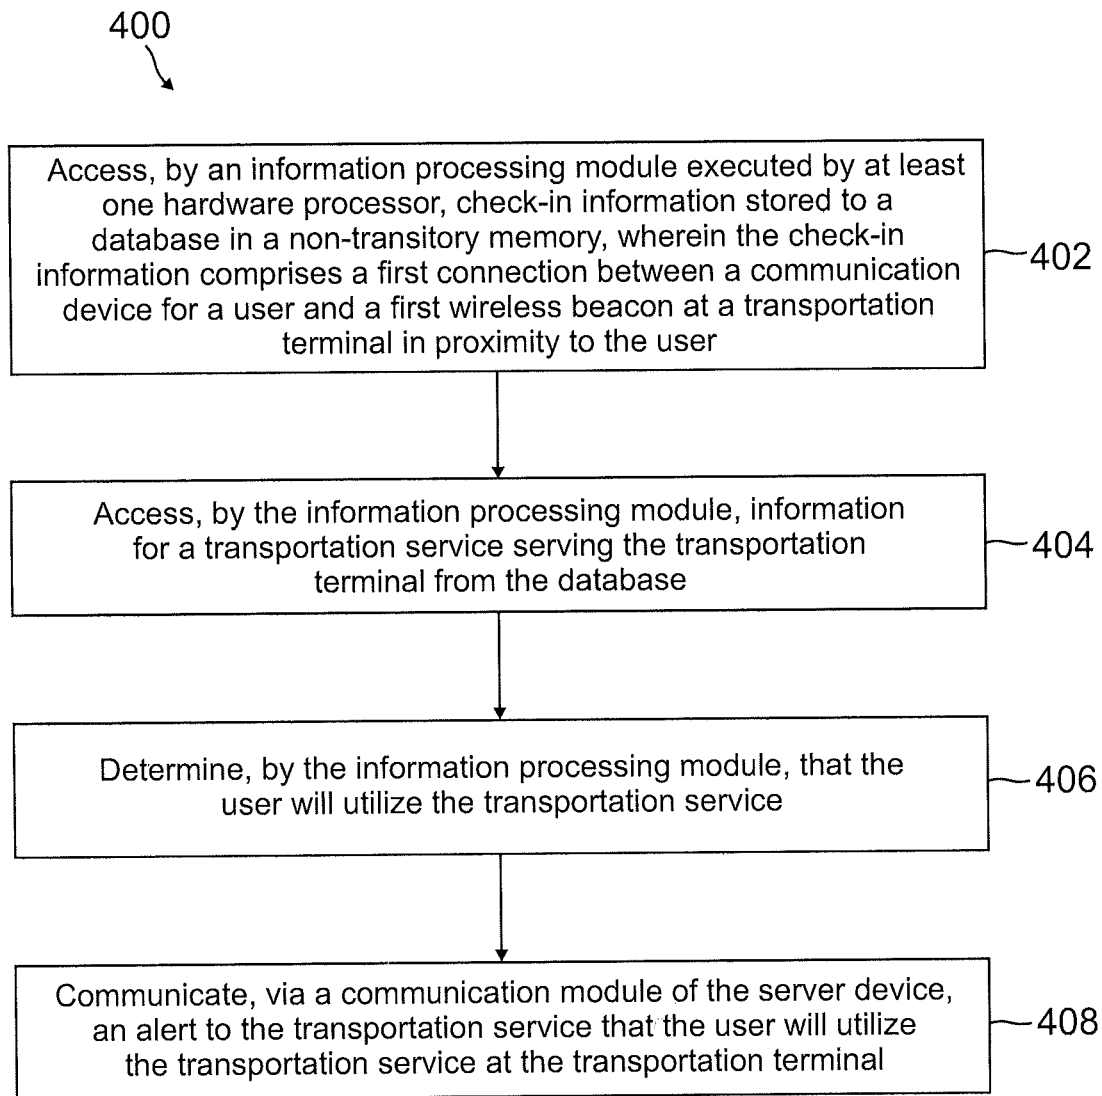 400
Access, by an information processing module executed by at least
one hardware processor, check-in information stored to a
database in a non-transitory memory, wherein the check-in
information comprises a first connection between a communication
device for a user and a first wireless beacon at a transportation
terminal in proximity to the user
402
Access, by the information processing module, information
for a transportation service serving the transportation
terminal from the database
404
Determine, by the information processing module, that the
user will utilize the transportation service
406
Communicate, via a communication module of the server device,
an alert to the transportation service that the user will utilize
the transportation service at the transportation terminal
408